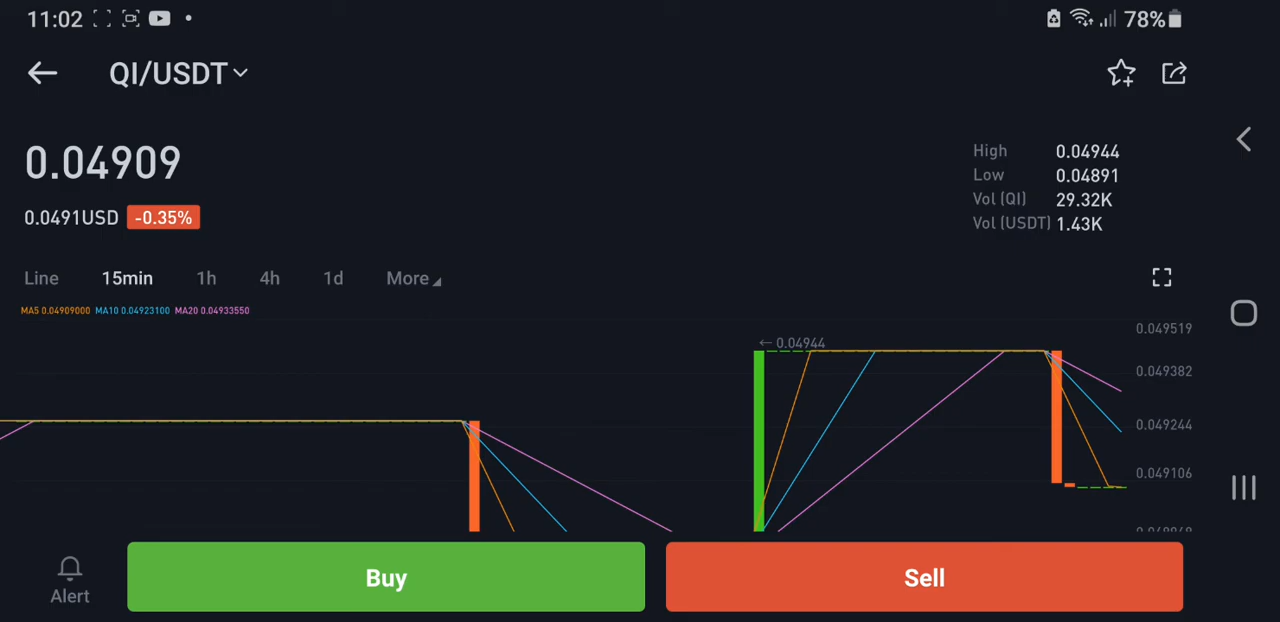 11:02 78%
QI/USDT
0.04909
0.0491USD -0.35%
High 0.04944
Low 0.04891
Vol (QI) 29.32K
Vol (USDT) 1.43K
Line 15min 1h 4h 1d More
MA5 0.04909000 MA10 0.04923100 MA20 0.04933550
0.049519
←0.04944
0.049382
0.049244
0.049106
Alert
Buy
Sell